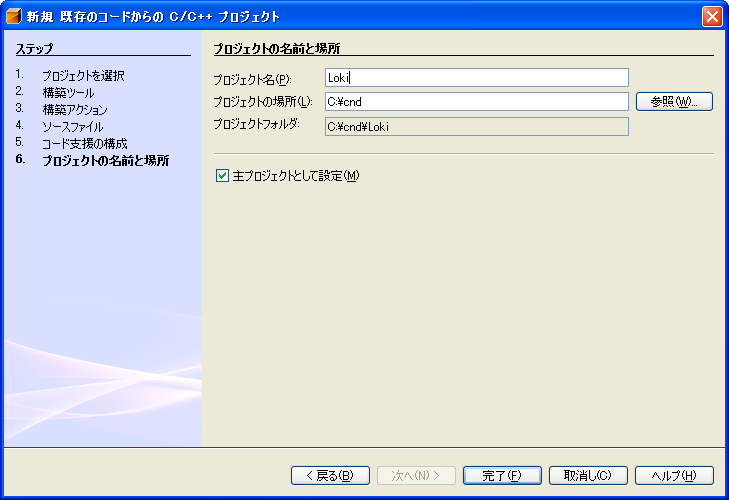 新規 既存のコードからの C/C++ プロジェクト
ステップ
1. プロジェクトを選択
2. 構築ツール
3. 構築アクション
4. ソースファイル
5. コード支援の構成
6. プロジェクトの名前と場所
プロジェクトの名前と場所
プロジェクト名(P): Loki
プロジェクトの場所(L): C:¥cnd 参照(W)...
プロジェクトフォルダ: C:¥cnd¥Loki
主プロジェクトとして設定(M)
< 戻る(B) 次へ(N) > 完了(F) 取消し(C) ヘルプ(H)